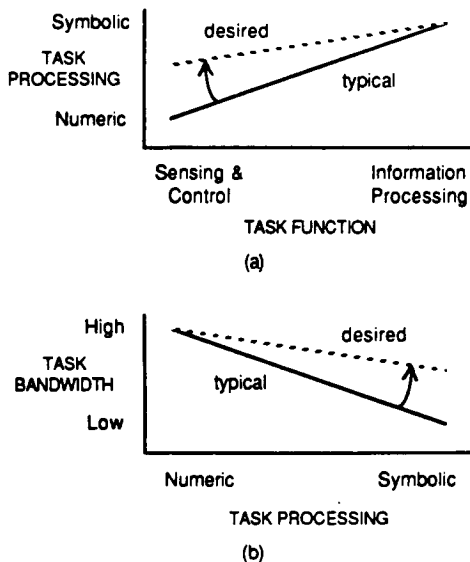 Symbolic
desired
TASK
PROCESSING
typical
Numeric
Sensing &
Control
Information
Processing
TASK FUNCTION
(a)
High
desired
TASK
BANDWIDTH
typical
Low
Numeric
Symbolic
TASK PROCESSING
(b)